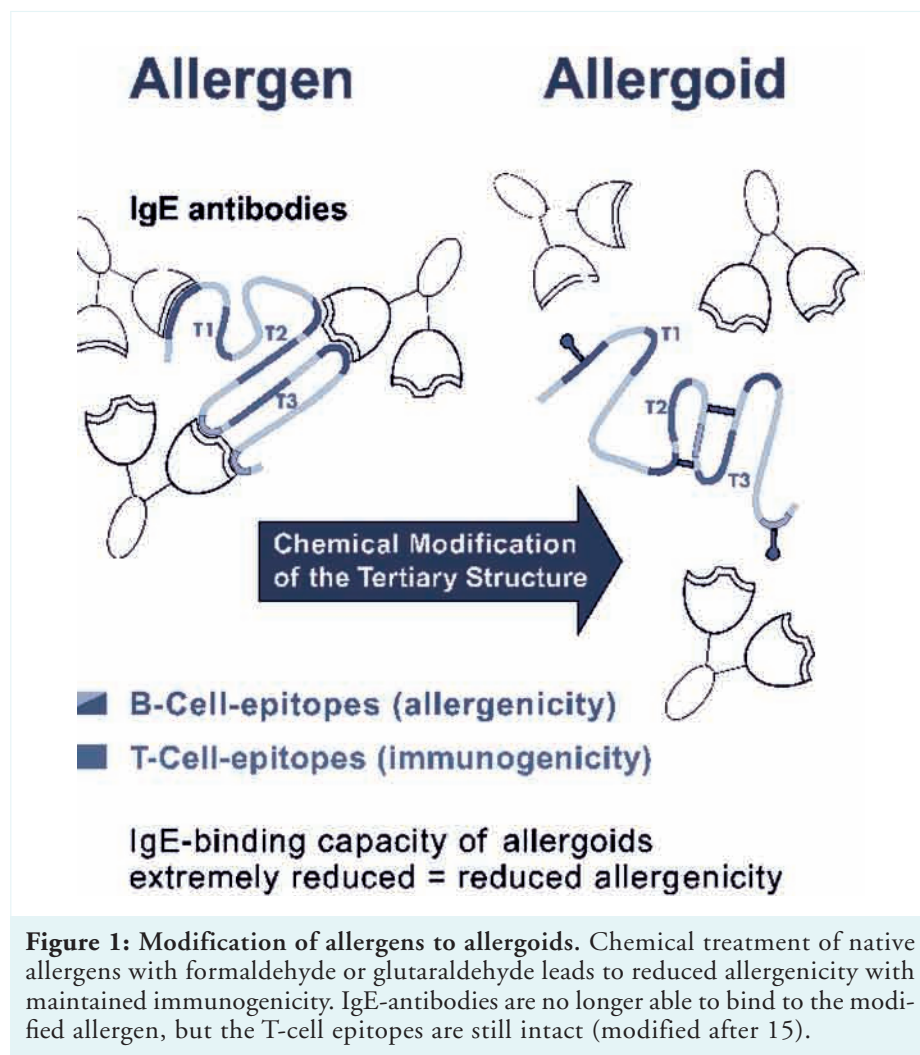 Allergen Allergoid
IgE antibodies
T1
T2
T3
T1
T2
T3
Chemical Modification
of the Tertiary Structure
B-Cell-epitopes (allergenicity)
T-Cell-epitopes (immunogenicity)
IgE-binding capacity of allergoids
extremely reduced = reduced allergenicity
Figure 1: Modification of allergens to allergoids. Chemical treatment of native
allergens with formaldehyde or glutaraldehyde leads to reduced allergenicity with
maintained immunogenicity. IgE-antibodies are no longer able to bind to the modi-
fied allergen, but the T-cell epitopes are still intact (modified after 15).